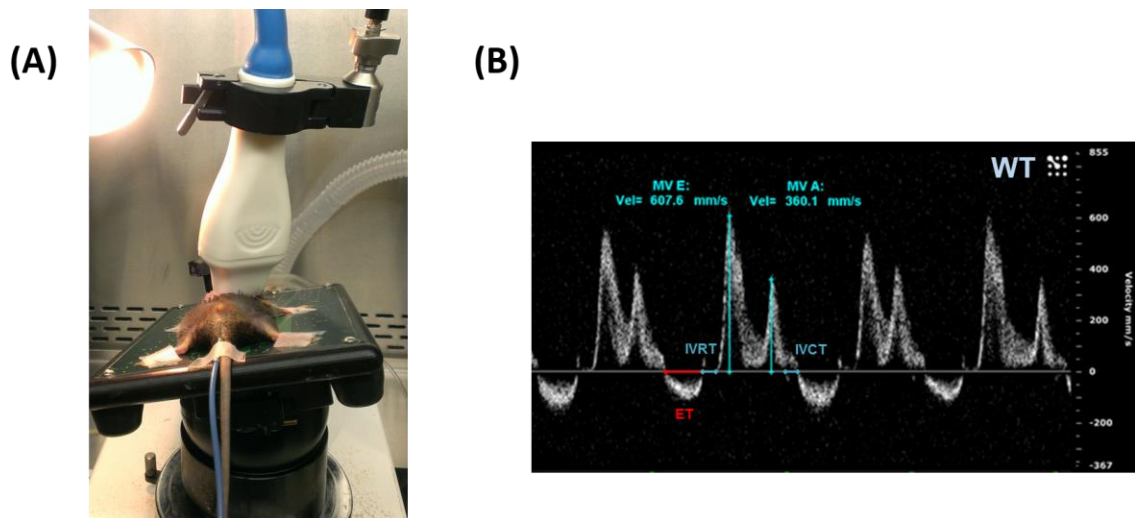 (A)
(B)
WT
855
MV E:
MV A:
Vel= 607.6 mm/s
Vel= 360.1 mm/s
600
400
Velocity mm/s
200
IVRT
IVCT
0
ET
-200
-367